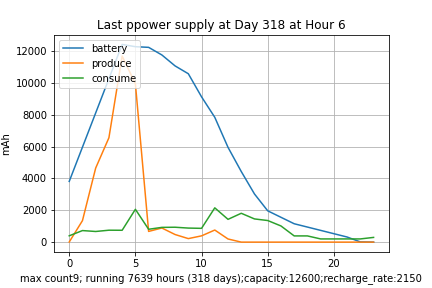 Last ppower supply at Day 318 at Hour 6
battery
produce
consume
12000
10000
8000
6000
4000
2000
0
mAh
0 5 10 15 20
max count9; running 7639 hours (318 days);capacity:12600;recharge_rate:2150